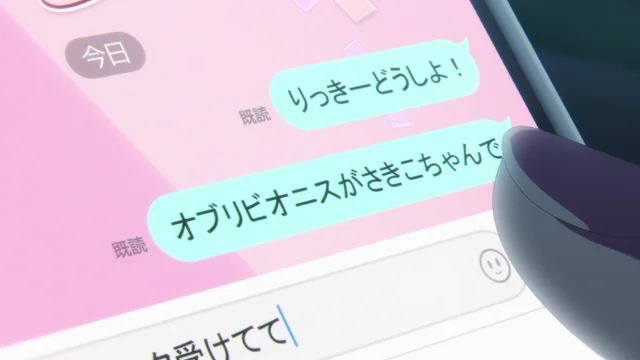 今日
りっきーどうしよ！
既読
オブリビオニスがさきこちゃんで
既読
受けてて